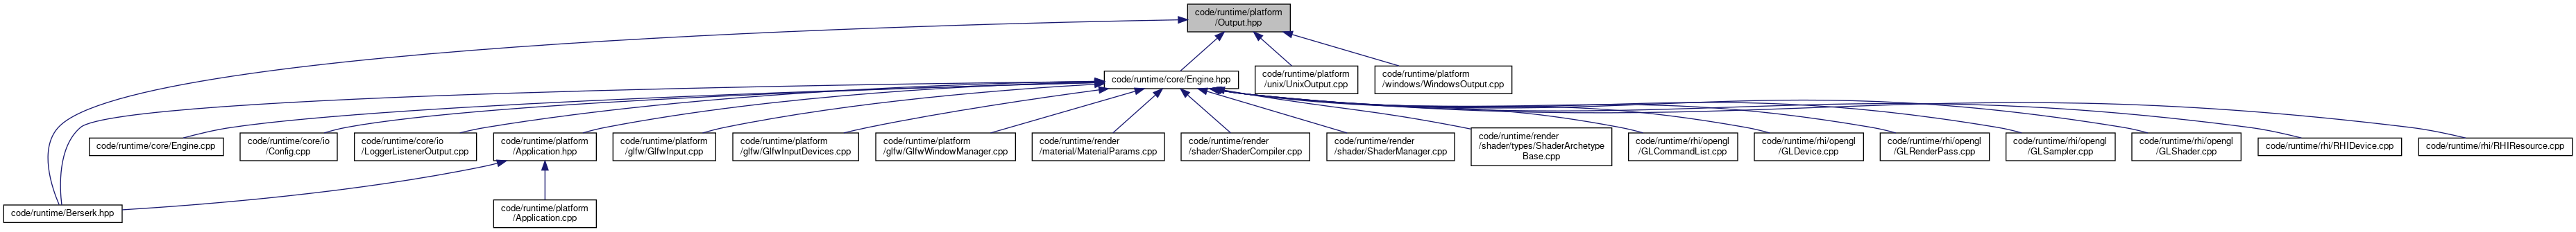 code/runtime/platform
/Output.hpp
code/runtime/core/Engine.hpp
code/runtime/platform
/unix/UnixOutput.cpp
code/runtime/platform
/windows/WindowsOutput.cpp
code/runtime/core/Engine.cpp
code/runtime/core/io
/Config.cpp
code/runtime/core/io
/LoggerListenerOutput.cpp
code/runtime/platform
/Application.hpp
code/runtime/platform
/glfw/GlfwInput.cpp
code/runtime/platform
/glfw/GlfwInputDevices.cpp
code/runtime/platform
/glfw/GlfwWindowManager.cpp
code/runtime/render
/material/MaterialParams.cpp
code/runtime/render
/shader/ShaderCompiler.cpp
code/runtime/render
/shader/ShaderManager.cpp
code/runtime/render
/shader/types/ShaderArchetype
Base.cpp
code/runtime/rhi/opengl
/GLCommandList.cpp
code/runtime/rhi/opengl
/GLDevice.cpp
code/runtime/rhi/opengl
/GLRenderPass.cpp
code/runtime/rhi/opengl
/GLSampler.cpp
code/runtime/rhi/opengl
/GLShader.cpp
code/runtime/rhi/RHIDevice.cpp
code/runtime/rhi/RHIResource.cpp
code/runtime/Berserk.hpp
code/runtime/platform
/Application.cpp